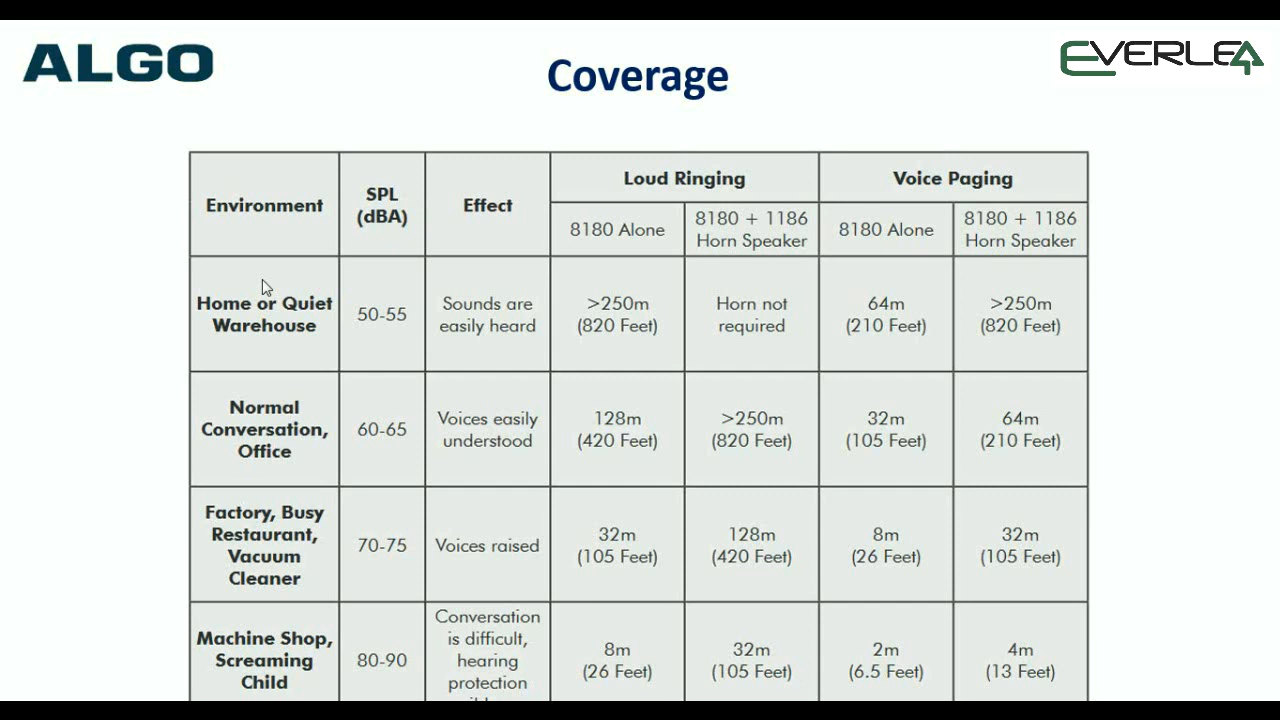 ALGO
EVERLEA
Coverage
Environment
SPL
(dBA)
Effect
Loud Ringing
Voice Paging
8180 Alone
8180 + 1186
Horn Speaker
8180 Alone
8180 + 1186
Horn Speaker
Home or Quiet
Warehouse
50-55
Sounds are
easily heard
>250m
(820 Feet)
Horn not
required
64m
(210 Feet)
>250m
(820 Feet)
Normal
Conversation,
Office
60-65
Voices easily
understood
128m
(420 Feet)
>250m
(820 Feet)
32m
(105 Feet)
64m
(210 Feet)
Factory, Busy
Restaurant,
Vacuum
Cleaner
70-75
Voices raised
32m
(105 Feet)
128m
(420 Feet)
8m
(26 Feet)
32m
(105 Feet)
Machine Shop,
Screaming
Child
80-90
Conversation
is difficult,
hearing
protection
8m
(26 Feet)
32m
(105 Feet)
2m
(6.5 Feet)
4m
(13 Feet)